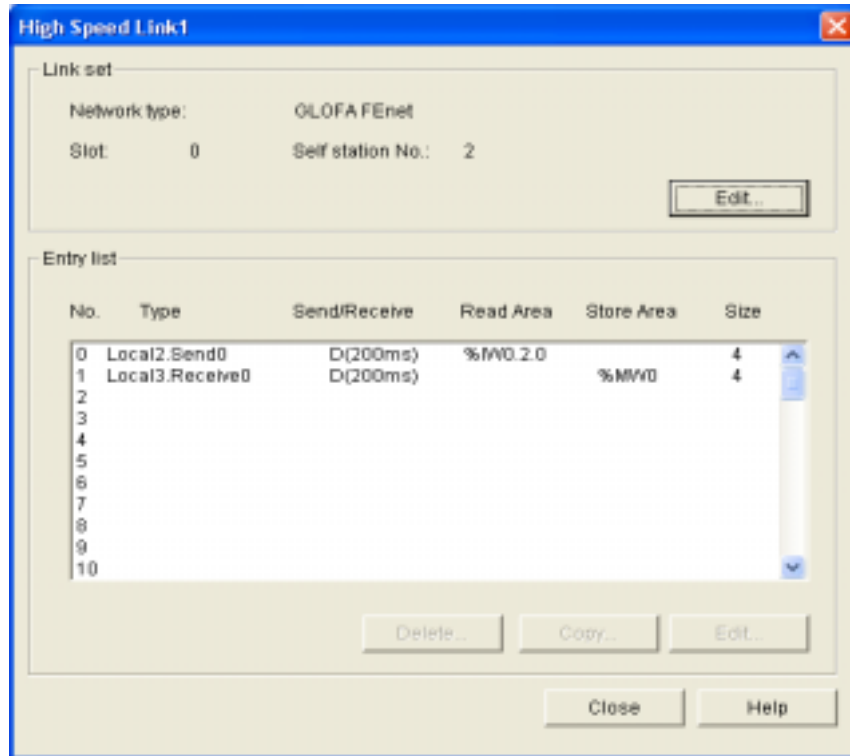 High Speed Link1
Link set
Network type: GLOFA FEnet
Slot: 0 Self station No.: 2
Edit...
Entry list
No. Type Send/Receive Read Area Store Area Size
0 Local2.Send0 D(200ms) %IW0.2.0 4
1 Local3.Receive0 D(200ms) %MW0 4
2
3
4
5
6
7
8
9
10
Delete... Copy... Edit...
Close Help